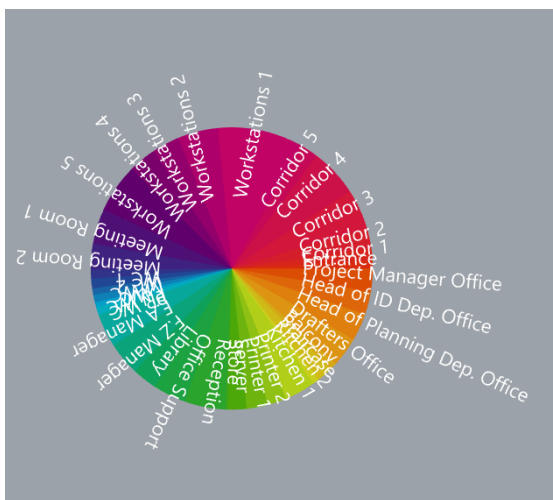 Workstations 1
Corridor 5
Corridor 4
Corridor 3
Corridor 2
Corridor 1
Entrance
Project Manager Office
Head of ID Dep. Office
Head of Planning Dep. Office
Drafters Office
Balcony
Staircase
Kitchen 2
Kitchen 1
Printer 2
Printer 1
Server
Store
Reception
Office Support
Library
Z. Manager
Manager
Meeting Room 2
Meeting Room 1
Workstations 5
Workstations 4
Workstations 3
Workstations 2